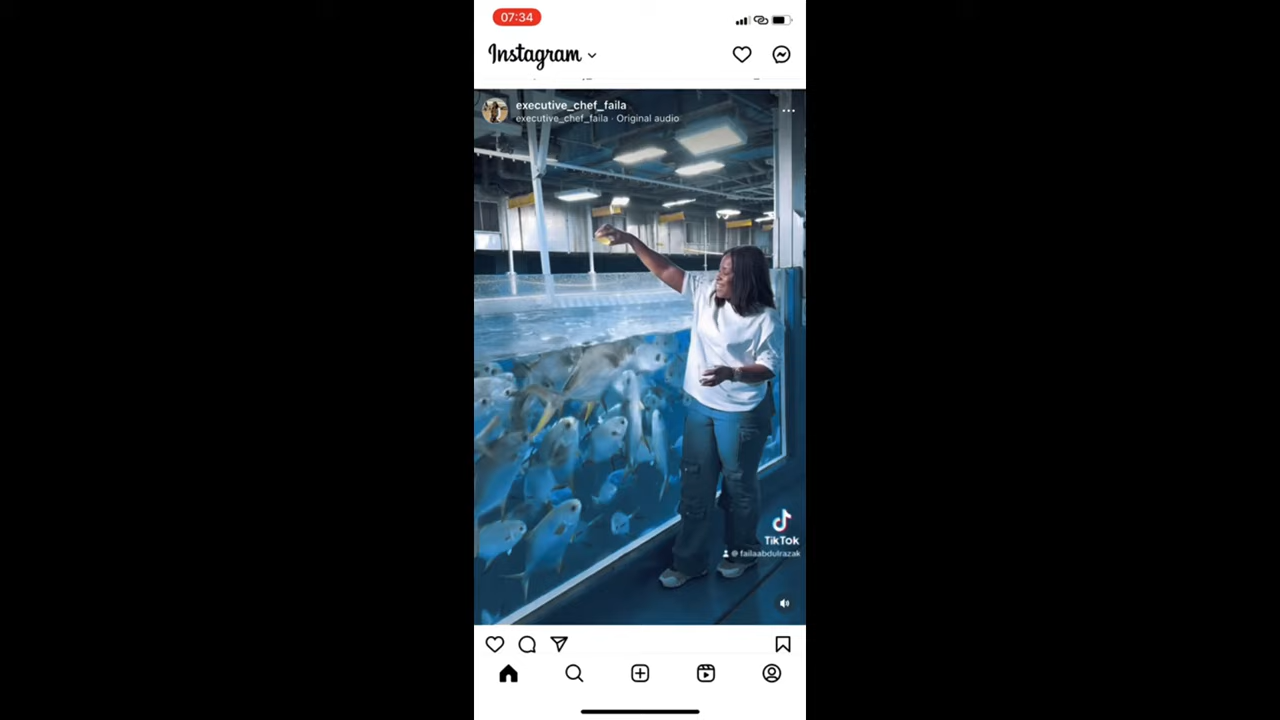 07:34
Instagram
executive_chef_faila
executive_chef_faila · Original audio
TikTok
@ failaabdulrazak